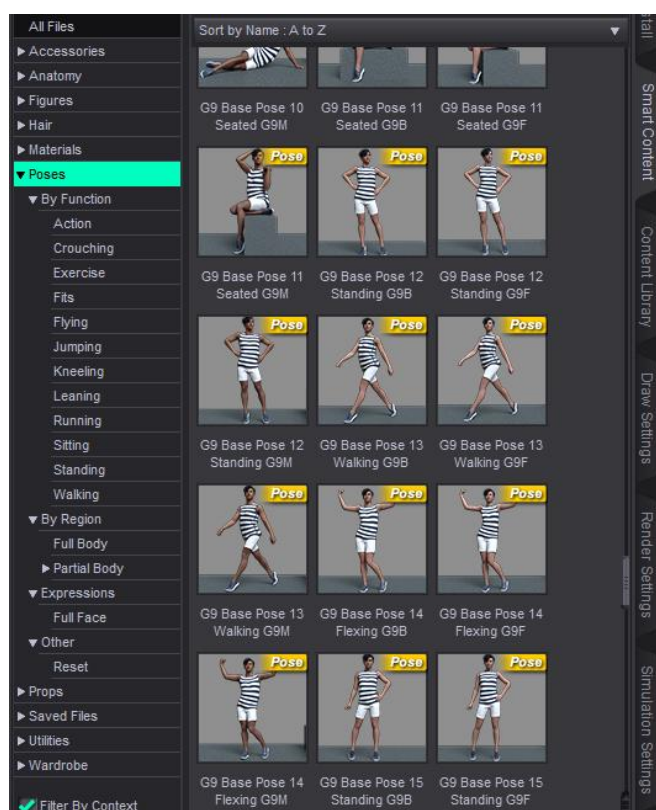 All Files
Accessories
Anatomy
Figures
Hair
Materials
Poses
By Function
Action
Crouching
Exercise
Fits
Flying
Jumping
Kneeling
Leaning
Running
Sitting
Standing
Walking
By Region
Full Body
Partial Body
Expressions
Full Face
Other
Reset
Props
Saved Files
Utilities
Wardrobe
Filter By Context
Sort by Name : A to Z
G9 Base Pose 10
Seated G9M
G9 Base Pose 11
Seated G9B
G9 Base Pose 11
Seated G9F
Pose
Pose
Pose
G9 Base Pose 11
Seated G9M
G9 Base Pose 12
Standing G9B
G9 Base Pose 12
Standing G9F
Pose
Pose
Pose
G9 Base Pose 12
Standing G9M
G9 Base Pose 13
Walking G9B
G9 Base Pose 13
Walking G9F
Pose
Pose
Pose
G9 Base Pose 13
Walking G9M
G9 Base Pose 14
Flexing G9B
G9 Base Pose 14
Flexing G9F
Pose
Pose
Pose
G9 Base Pose 14
Flexing G9M
G9 Base Pose 15
Standing G9B
G9 Base Pose 15
Standing G9F
Smart Content
Content Library
Draw Settings
Render Settings
Simulation Settings